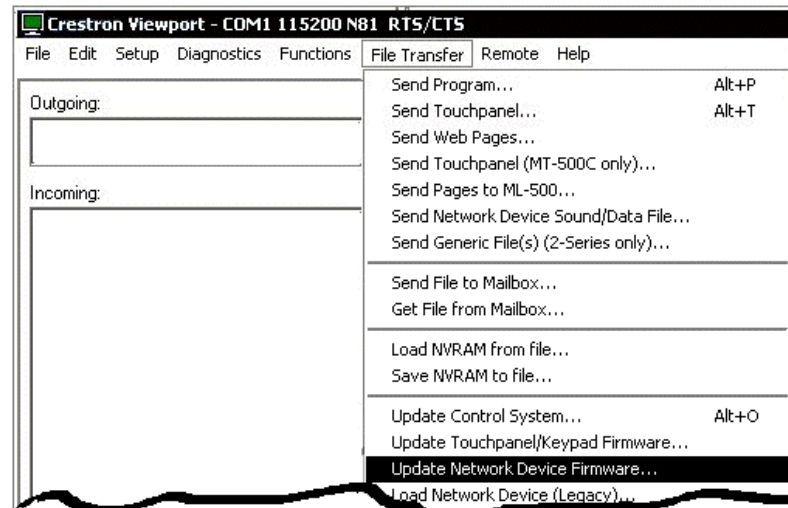 Crestron Viewport - COM1 115200 N81 RTS/CTS
File Edit Setup Diagnostics Functions File Transfer Remote Help
Outgoing:
Incoming:
Send Program... Alt+P
Send Touchpanel... Alt+T
Send Web Pages...
Send Touchpanel (MT-500C only)...
Send Pages to ML-500...
Send Network Device Sound/Data File...
Send Generic File(s) (2-Series only)...
Send File to Mailbox...
Get File from Mailbox...
Load NVRAM from file...
Save NVRAM to file...
Update Control System... Alt+O
Update Touchpanel/Keypad Firmware...
Update Network Device Firmware...
Load Network Device (Legacy)...